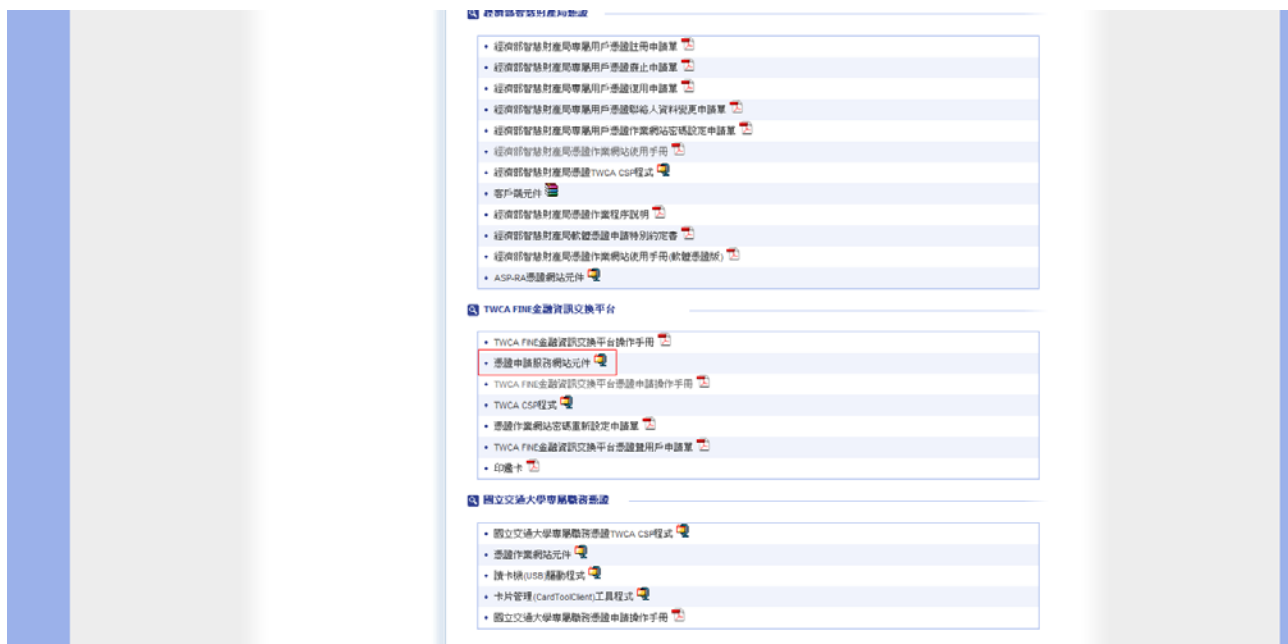 經濟部智慧財產局憑證
• 經濟部智慧財產局專屬用戶憑證註冊申請單
• 經濟部智慧財產局專屬用戶憑證廢止申請單
• 經濟部智慧財產局專屬用戶憑證復用申請單
• 經濟部智慧財產局專屬用戶憑證聯絡人資料變更申請單
• 經濟部智慧財產局專屬用戶憑證作業網站密碼設定申請單
• 經濟部智慧財產局憑證作業網站使用手冊
• 經濟部智慧財產局憑證TWCA CSP程式
• 客戶端元件
• 經濟部智慧財產局憑證作業程序說明
• 經濟部智慧財產局軟體憑證申請特別約定書
• 經濟部智慧財產局憑證作業網站使用手冊(軟體憑證版)
• ASP-RA憑證網站元件
TWCA FINE金融資訊交換平台
• TWCA FINE金融資訊交換平台操作手冊
• 憑證申請服務網站元件
• TWCA FINE金融資訊交換平台憑證申請操作手冊
• TWCA CSP程式
• 憑證作業網站密碼重新設定申請單
• TWCA FINE金融資訊交換平台憑證暨用戶申請單
• 印鑑卡
國立交通大學專屬職務憑證
• 國立交通大學專屬職務憑證TWCA CSP程式
• 憑證作業網站元件
• 讀卡機(USB)驅動程式
• 卡片管理(CardToolClient)工具程式
• 國立交通大學專屬職務憑證申請操作手冊